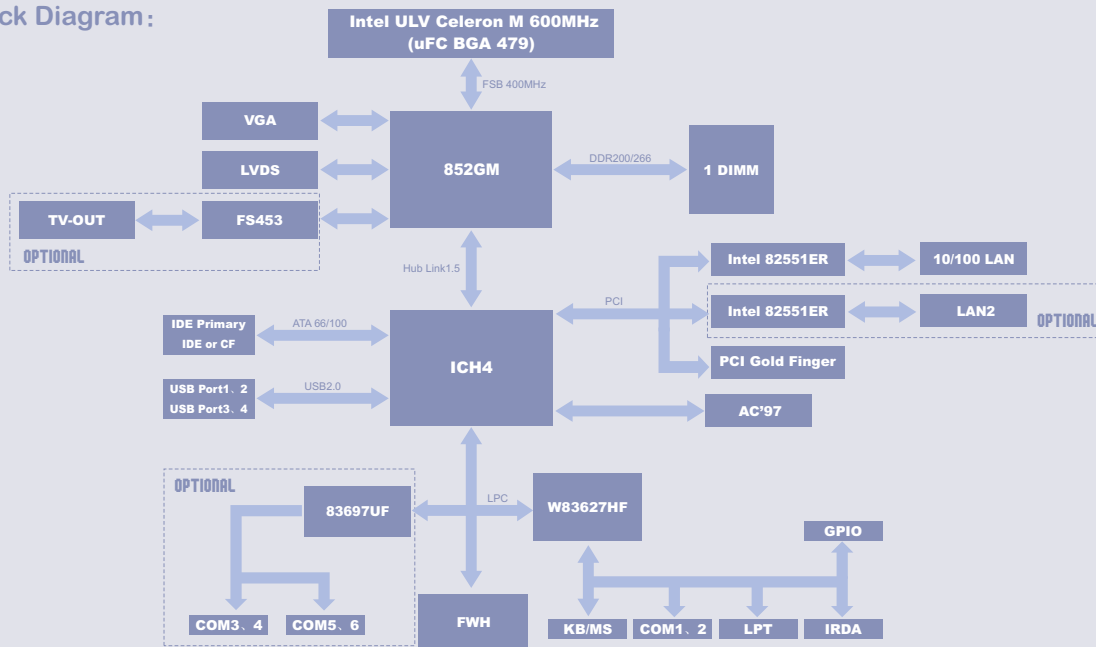 ck Diagram:
Intel ULV Celeron M 600MHz
(uFC BGA 479)
FSB 400MHz
VGA
852GM
DDR200/266
1 DIMM
LVDS
TV-OUT
FS453
OPTIONAL
Hub Link1.5
Intel 82551ER
10/100 LAN
PCI
Intel 82551ER
LAN2
OPTIONAL
IDE Primary
IDE or CF
ATA 66/100
ICH4
PCI Gold Finger
USB Port1、2
USB Port3、4
USB2.0
AC’97
OPTIONAL
83697UF
LPC
W83627HF
GPIO
COM3、4
COM5、6
FWH
KB/MS
COM1、2
LPT
IRDA